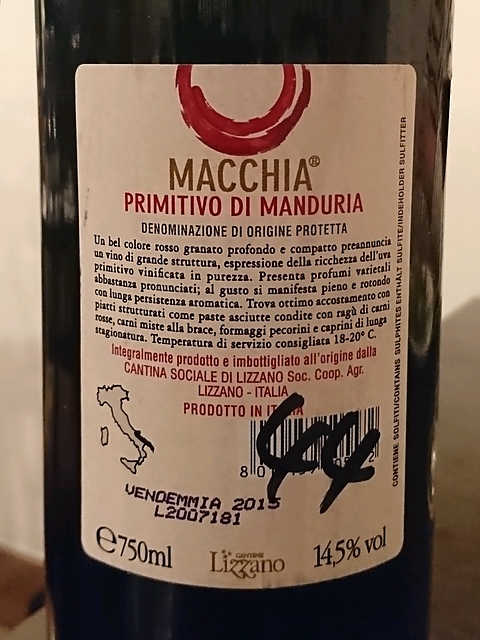 MACCHIA®
PRIMITIVO DI MANDURIA
DENOMINAZIONE DI ORIGINE PROTETTA
Un bel colore rosso granato profondo e compatto preannuncia
un vino di grande struttura, espressione della ricchezza dell'uva
primitivo vinificata in purezza. Presenta profumi varietali
abbastanza pronunciati; al gusto si manifesta pieno e rotondo
con lunga persistenza aromatica. Trova ottimo accostamento con
piatti strutturati come paste asciutte condite con ragù di carni
rosse, carni miste alla brace, formaggi pecorini e caprini di lunga
stagionatura. Temperatura di servizio consigliata 18-20° C.
Integralmente prodotto e imbottigliato all'origine dalla
CANTINA SOCIALE DI LIZZANO Soc. Coop. Agr.
LIZZANO - ITALIA
PRODOTTO IN ITALIA
44
VENDEMMIA 2015
L2007181
e 750ml
CANTINE
Lizzano
14,5% vol
CONTIENE SOLFITI/CONTAINS SULPHITES ENTHÄLT SULFITE/INDEHOLDER SULFITTER